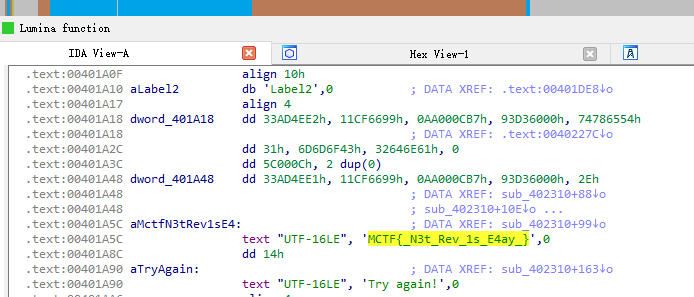 Lumina function
IDA View-A
Hex View-1
.text:00401A0F align 10h
.text:00401A10 aLabel2 db 'Label2',0 ; DATA XREF: .text:00401DE8↓o
.text:00401A17 align 4
.text:00401A18 dword_401A18 dd 33AD4EE2h, 11CF6699h, 0AA000CB7h, 93D36000h, 74786554h
.text:00401A18 ; DATA XREF: .text:0040227C↓o
.text:00401A2C dd 31h, 6D6D6F43h, 32646E61h, 0
.text:00401A3C dd 5C000Ch, 2 dup(0)
.text:00401A48 dword_401A48 dd 33AD4EE1h, 11CF6699h, 0AA000CB7h, 93D36000h, 2Eh
.text:00401A48 ; DATA XREF: sub_402310+88↓o
.text:00401A48 ; sub_402310+10E↓o ...
.text:00401A5C aMctfN3tRev1sE4: ; DATA XREF: sub_402310+99↓o
.text:00401A5C text "UTF-16LE", 'MCTF{_N3t_Rev_1s_E4ay_}',0
.text:00401A8C dd 14h
.text:00401A90 aTryAgain: ; DATA XREF: sub_402310+163↓o
.text:00401A90 text "UTF-16LE", 'Try again!',0